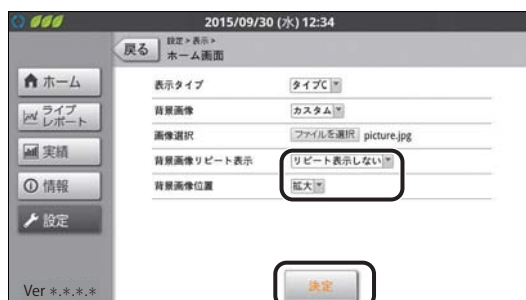 2015/09/30 (水) 12:34
戻る
設定 > 表示 >
ホーム画面
ホーム
ライブ
レポート
実績
情報
設定
Ver *.*.*.*
表示タイプ タイプC
背景画像 カスタム
画像選択 ファイルを選択 picture.jpg
背景画像リピート表示 リピート表示しない
背景画像位置 拡大
決定